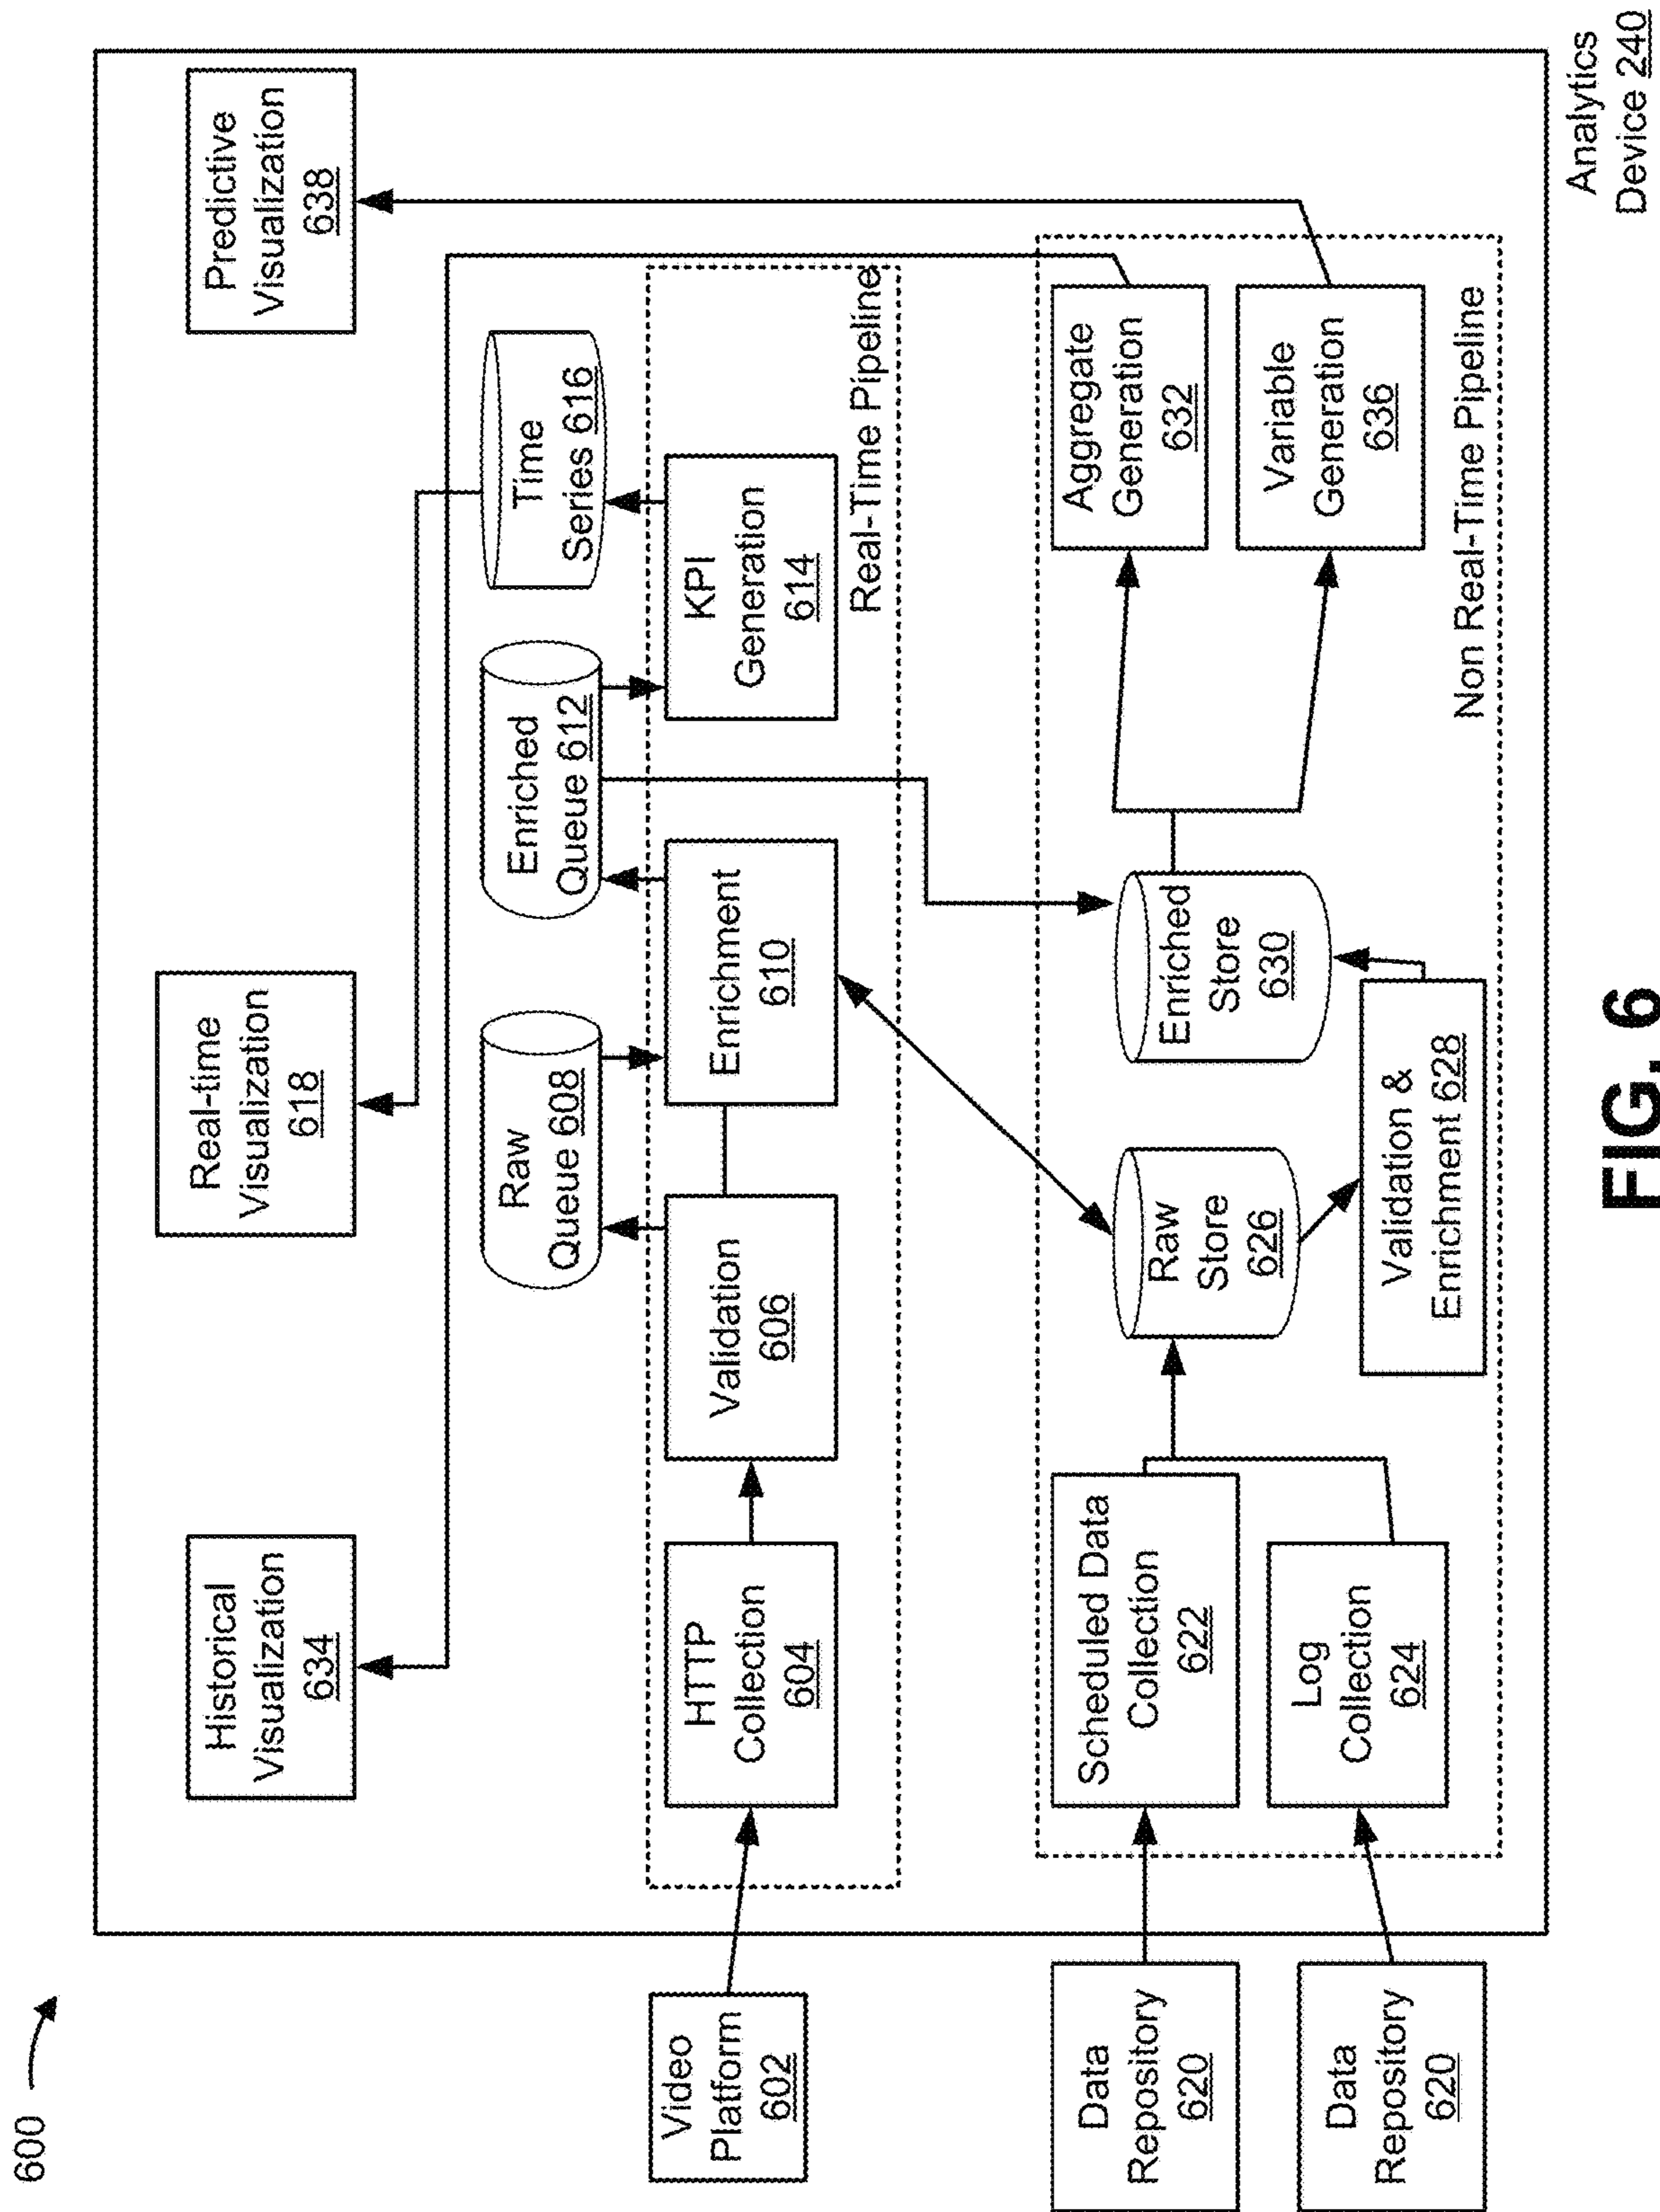 600
Historical
Visualization
634
Real-time
Visualization
618
Predictive
Visualization
638
Raw
Queue 608
Enriched
Queue 612
Time
Series 616
Video
Platform
602
HTTP
Collection
604
Validation
606
Enrichment
610
KPI
Generation
614
Real-Time Pipeline
Data
Repository
620
Scheduled Data
Collection
622
Raw
Store
626
Enriched
Store
630
Aggregate
Generation
632
Data
Repository
620
Log
Collection
624
Validation &
Enrichment 628
Variable
Generation
636
Non Real-Time Pipeline
Analytics
Device 240
FIG. 6